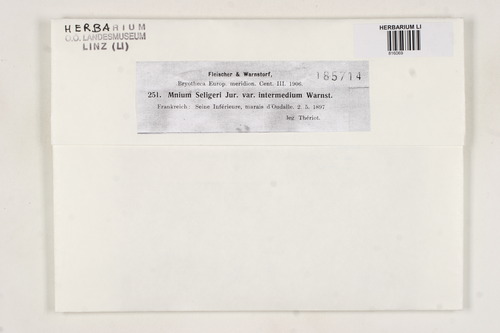 HERBARIUM
O.O. LANDESMUSEUM
LINZ (LI)
HERBARIUM LI
Fleischer & Warnstorf,
185714
Bryotheca Europ. meridion. Cent. III. 1906.
251. Mnium Seligeri Jur. var. intermedium Warnst.
Frankreich: Seine Inférieure, marais d'Oudalle. 2. 5. 1897
leg. Thériot.